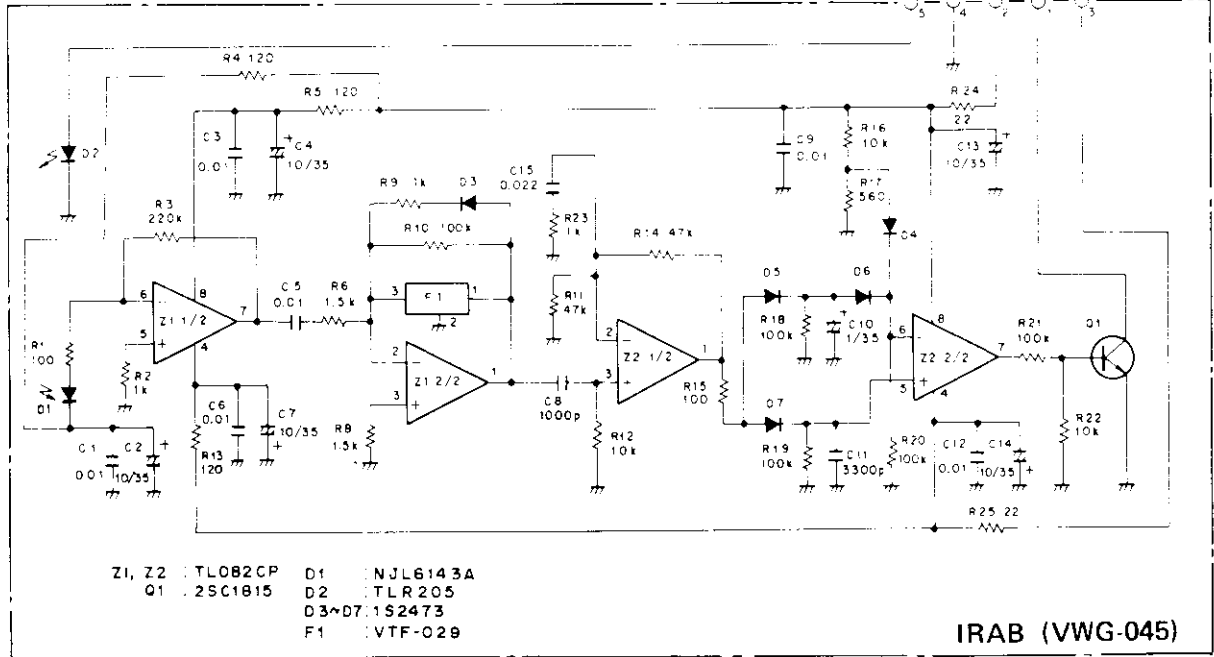 5 4 2 1 3
R4 120
R5 120
R24
22
C3
0.01
C4
10/35
C9
0.01
R16
10k
C13
10/35
D2
R9 1k
D3
C15
0.022
R17
560
R3
220k
R10 100k
R23
1k
R14 47k
D4
6
8
7
5
4
Z1 1/2
C5
0.01
R6
1.5k
3
F1
1
2
R11
47k
D5
D6
R1
100
R2
1k
2
1
3
Z1 2/2
2
1
3
Z2 1/2
R18
100k
C10
1/35
6
8
7
5
4
Z2 2/2
R21
100k
Q1
D1
C6
0.01
C7
10/35
R8
1.5k
C8
1000p
R15
100
D7
R22
10k
C1
0.01
C2
10/35
R13
120
R12
10k
R19
100k
C11
3300p
R20
100k
C12
0.01
C14
10/35
R25 22
Z1, Z2 : TL082CP D1 : NJL6143A
Q1 : 2SC1815 D2 : TLR205
D3~D7 : 1S2473
F1 : VTF-029
IRAB (VWG-045)